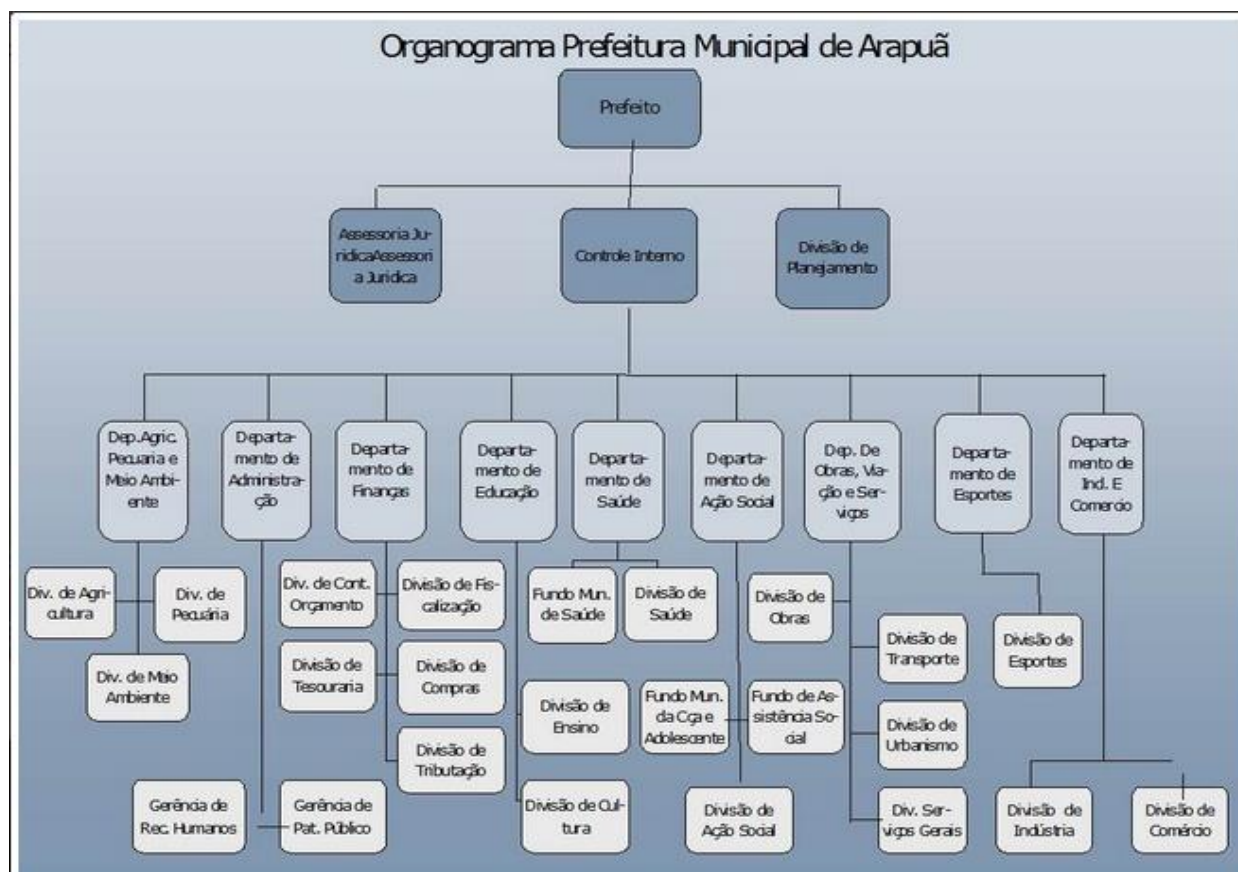 Organograma Prefeitura Municipal de Arapuã
Prefeito
Assessoria Ju-
ridicaAssessori
a Juridica
Controle Interno
Divisão de
Planejamento
Dep.Agric.
Pecuaria e
Meio Ambi-
ente
Departa-
mento de
Administra-
ção
Departa-
mento de
Finanças
Departa-
mento de
Educação
Departa-
mento de
Saúde
Departa-
mento de
Ação Social
Dep. De
Obras, Via-
ção e Ser-
viços
Departa-
mento de
Esportes
Departa-
mento de
Ind. E
Comercio
Div. de Agri-
cultura
Div. de
Pecuária
Div. de Meio
Ambiente
Gerência de
Rec. Humanos
Gerência de
Pat. Público
Div. de Cont.
Orçamento
Divisão de Fis-
calização
Divisão de
Tesouraria
Divisão de
Compras
Divisão de
Tributação
Divisão de
Ensino
Divisão de Cul-
tura
Fundo Mun.
de Saúde
Divisão de
Saúde
Fundo Mun.
da Cça e
Adolescente
Fundo de As-
sistência So-
cial
Divisão de
Ação Social
Divisão de
Obras
Divisão de
Transporte
Divisão de
Urbanismo
Div. Ser-
viços Gerais
Divisão de
Esportes
Divisão de
Indústria
Divisão de
Comércio